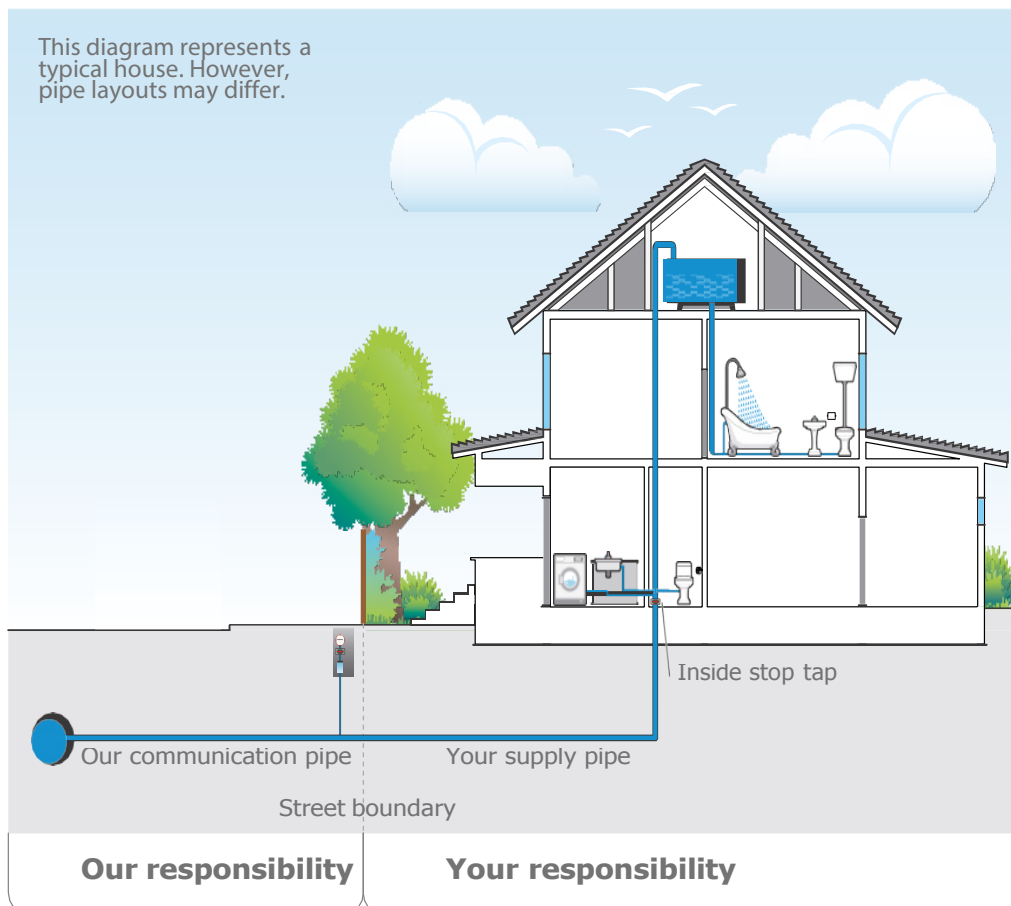 This diagram represents a
typical house. However,
pipe layouts may differ.
Inside stop tap
Our communication pipe
Your supply pipe
Street boundary
Our responsibility
Your responsibility